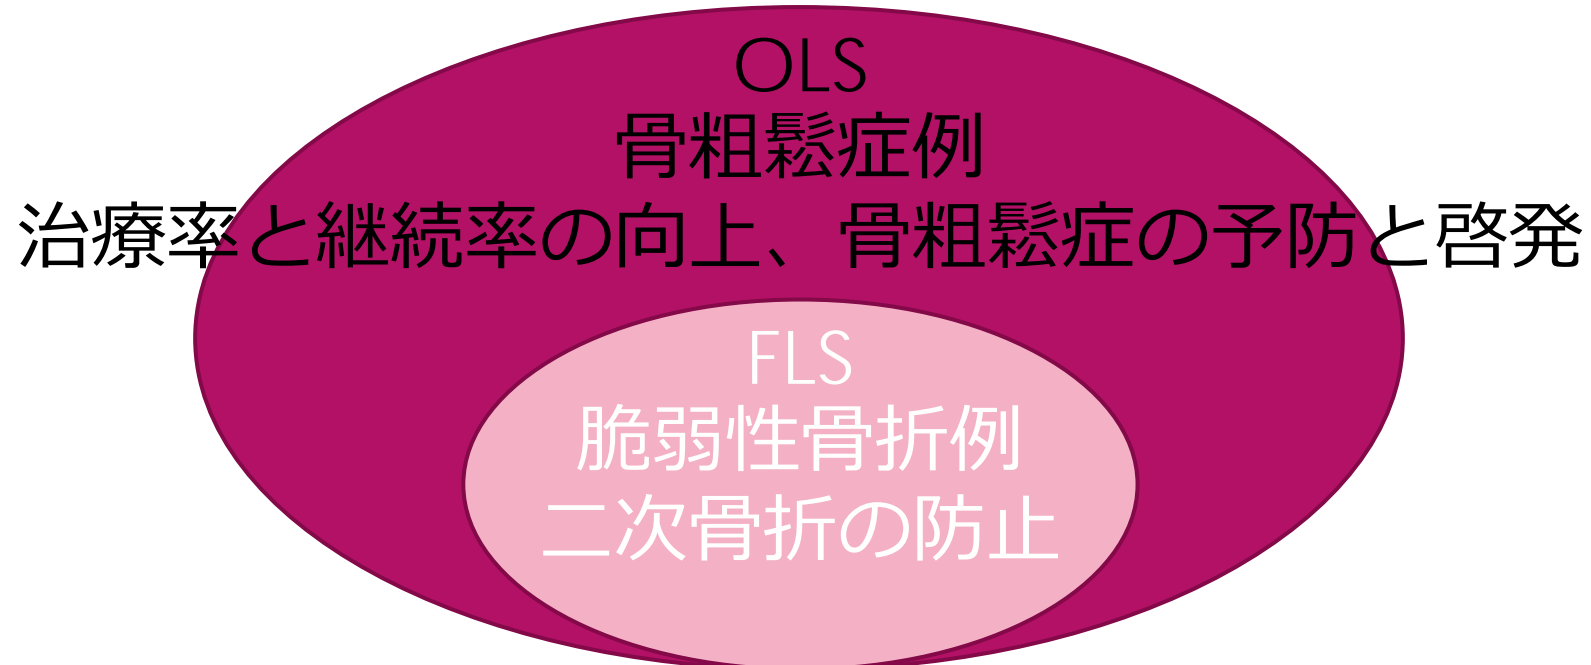 OLS
骨粗鬆症例
治療率と継続率の向上、骨粗鬆症の予防と啓発
FLS
脆弱性骨折例
二次骨折の防止